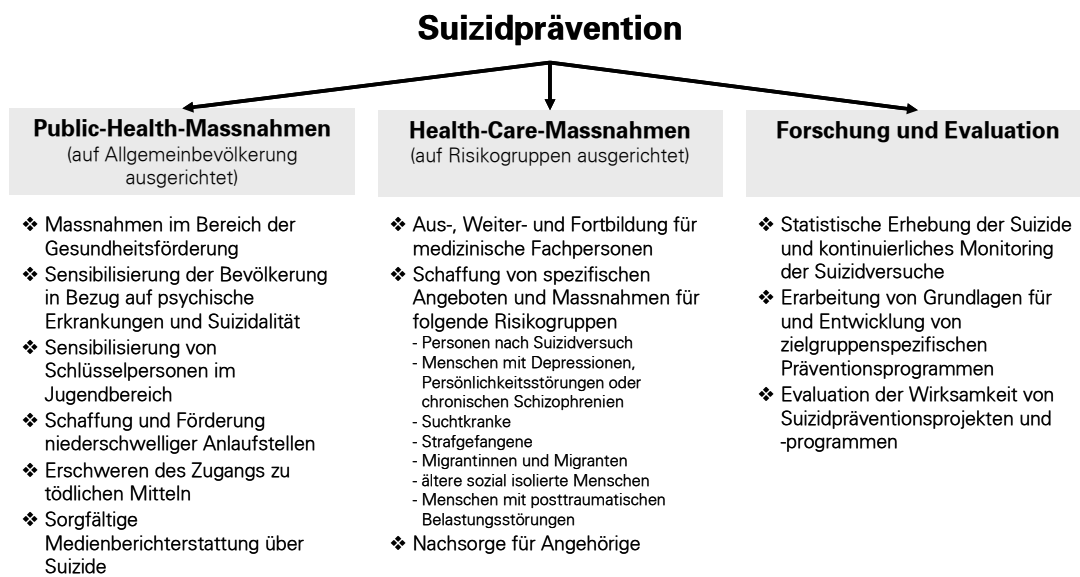 Suizidprävention
Public-Health-Massnahmen
(auf Allgemeinbevölkerung
ausgerichtet)
❖ Massnahmen im Bereich der
Gesundheitsförderung
❖ Sensibilisierung der Bevölkerung
in Bezug auf psychische
Erkrankungen und Suizidalität
❖ Sensibilisierung von
Schlüsselpersonen im
Jugendbereich
❖ Schaffung und Förderung
niederschwelliger Anlaufstellen
❖ Erschweren des Zugangs zu
tödlichen Mitteln
❖ Sorgfältige
Medienberichterstattung über
Suizide
Health-Care-Massnahmen
(auf Risikogruppen ausgerichtet)
❖ Aus-, Weiter- und Fortbildung für
medizinische Fachpersonen
❖ Schaffung von spezifischen
Angeboten und Massnahmen für
folgende Risikogruppen
- Personen nach Suizidversuch
- Menschen mit Depressionen,
Persönlichkeitsstörungen oder
chronischen Schizophrenien
- Suchtkranke
- Strafgefangene
- Migrantinnen und Migranten
- ältere sozial isolierte Menschen
- Menschen mit posttraumatischen
Belastungsstörungen
❖ Nachsorge für Angehörige
Forschung und Evaluation
❖ Statistische Erhebung der Suizide
und kontinuierliches Monitoring
der Suizidversuche
❖ Erarbeitung von Grundlagen für
und Entwicklung von
zielgruppenspezifischen
Präventionsprogrammen
❖ Evaluation der Wirksamkeit von
Suizidpräventionsprojekten und
-programmen